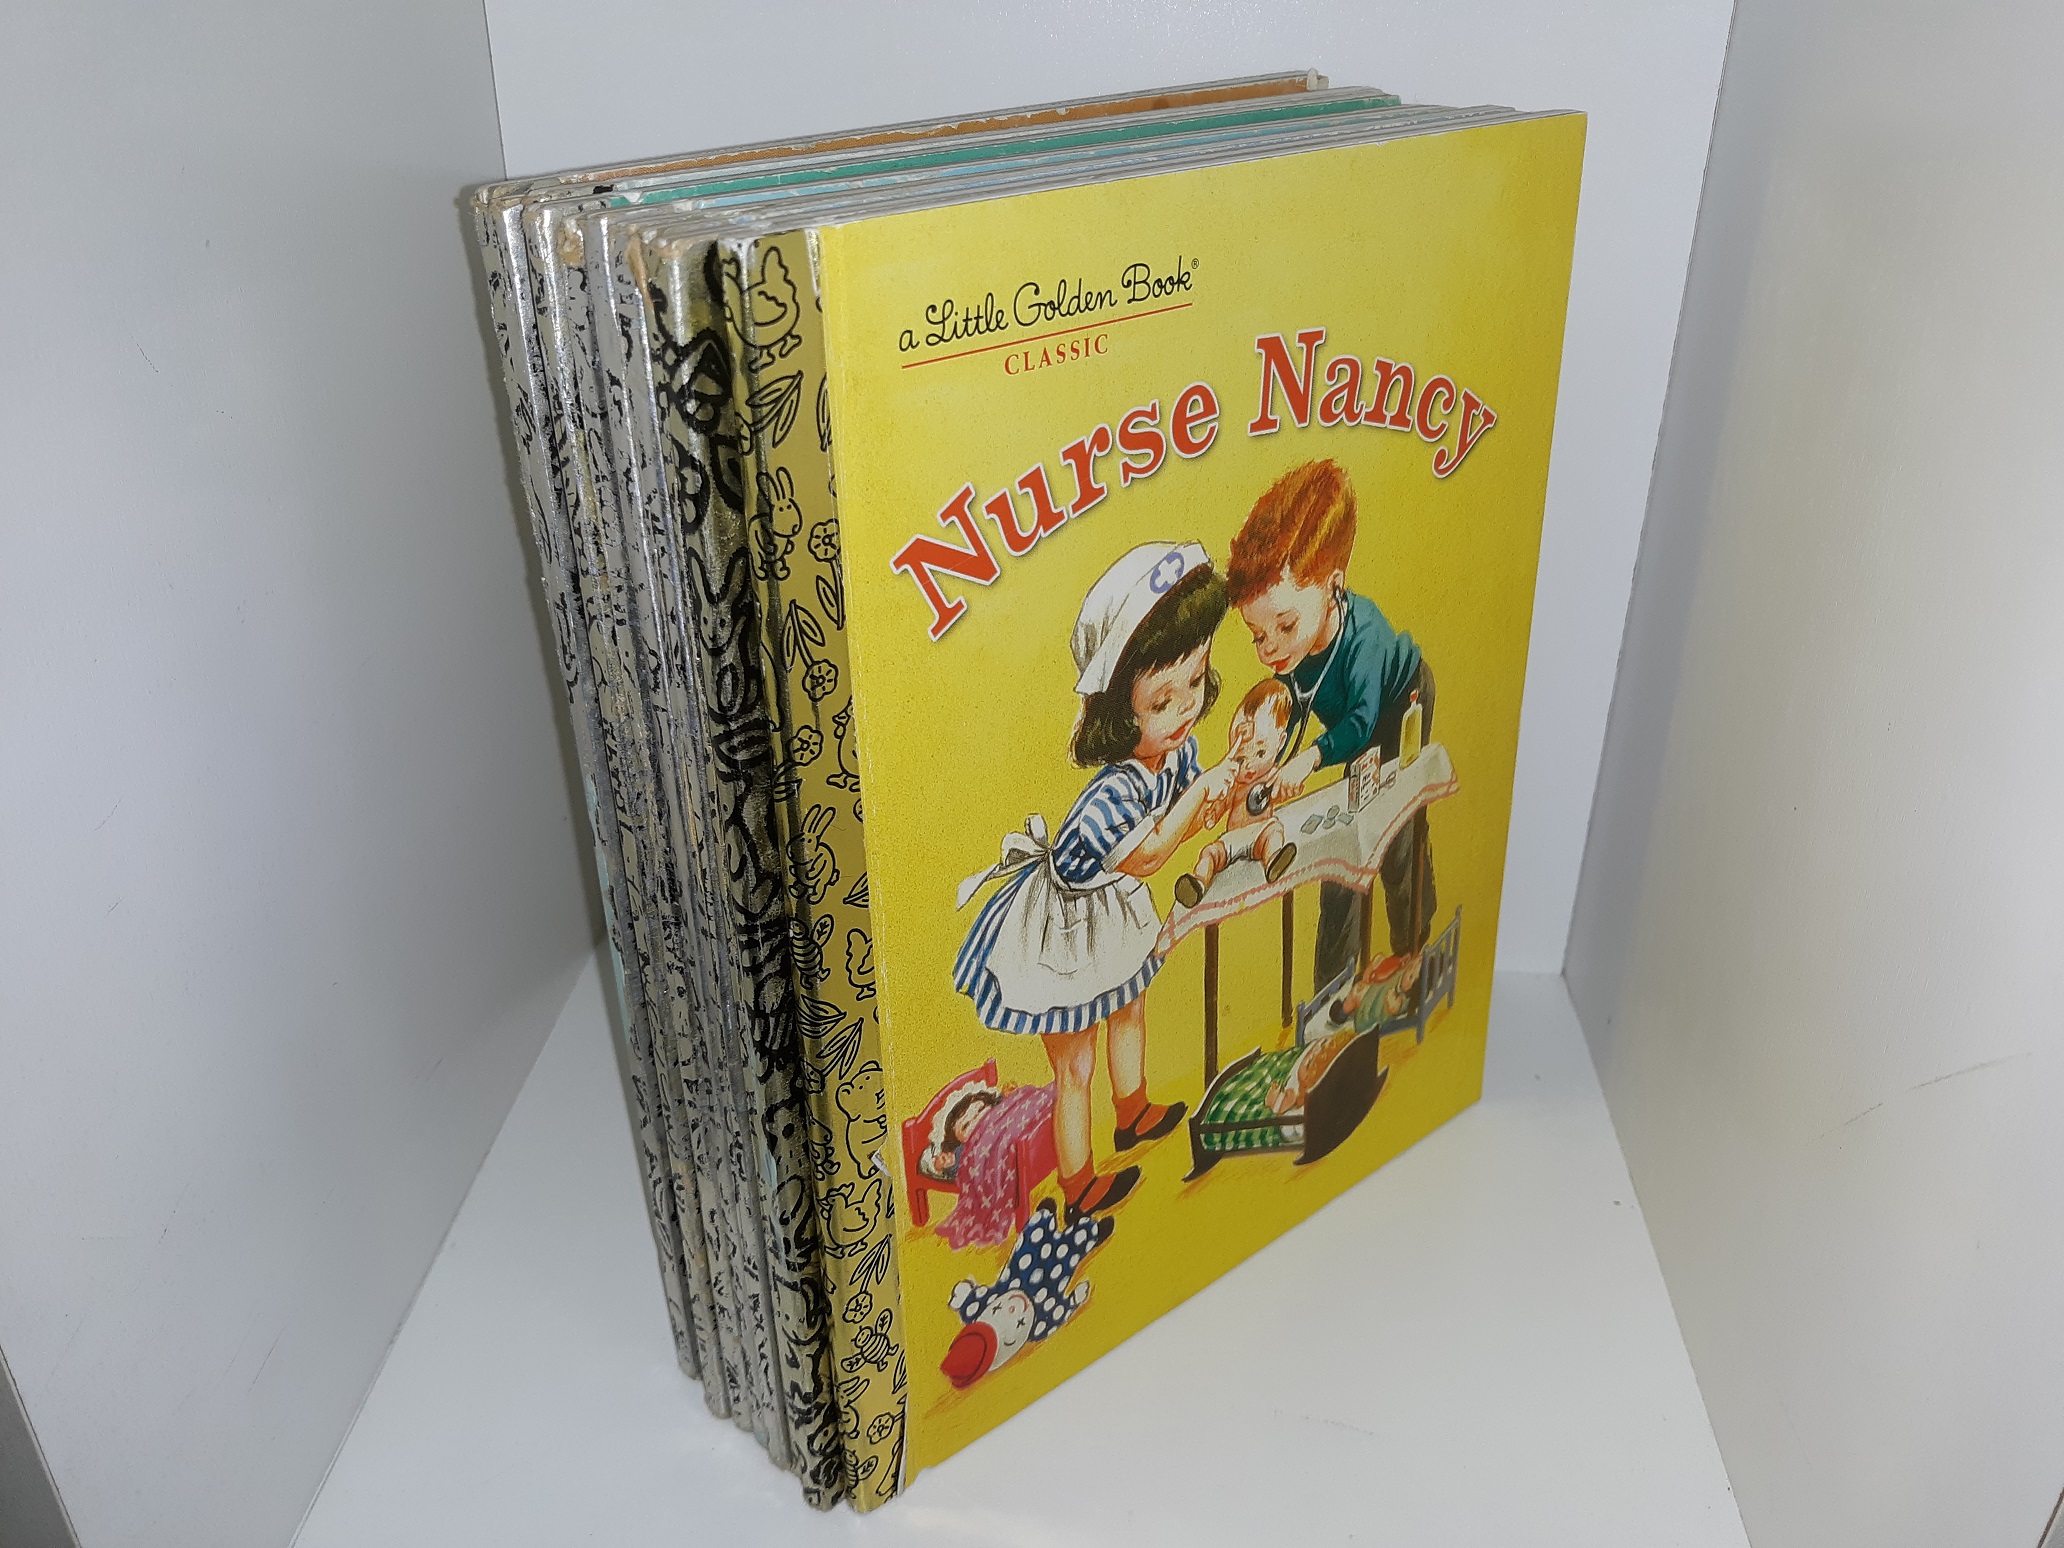 a Little Golden Book®
CLASSIC
Nurse Nancy